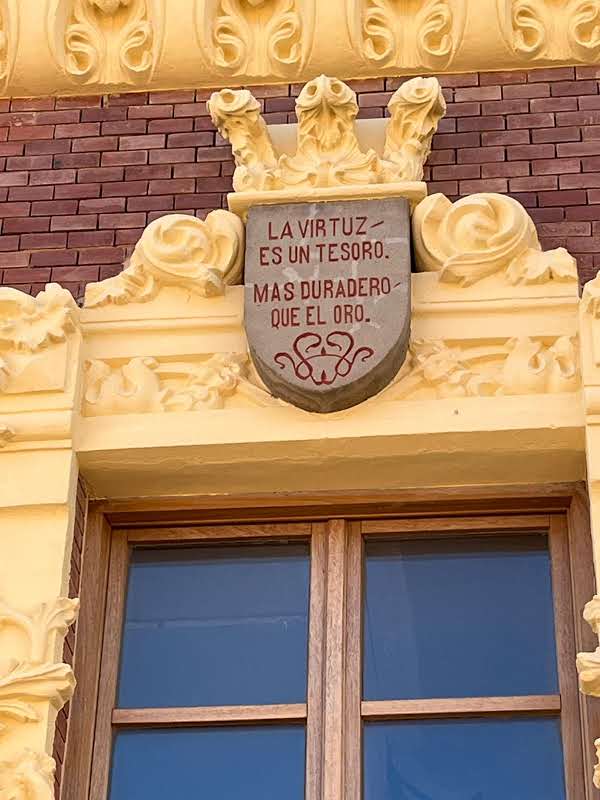 LA VIRTUZ-
ES UN TESORO.
MAS DURADERO-
QUE EL ORO.